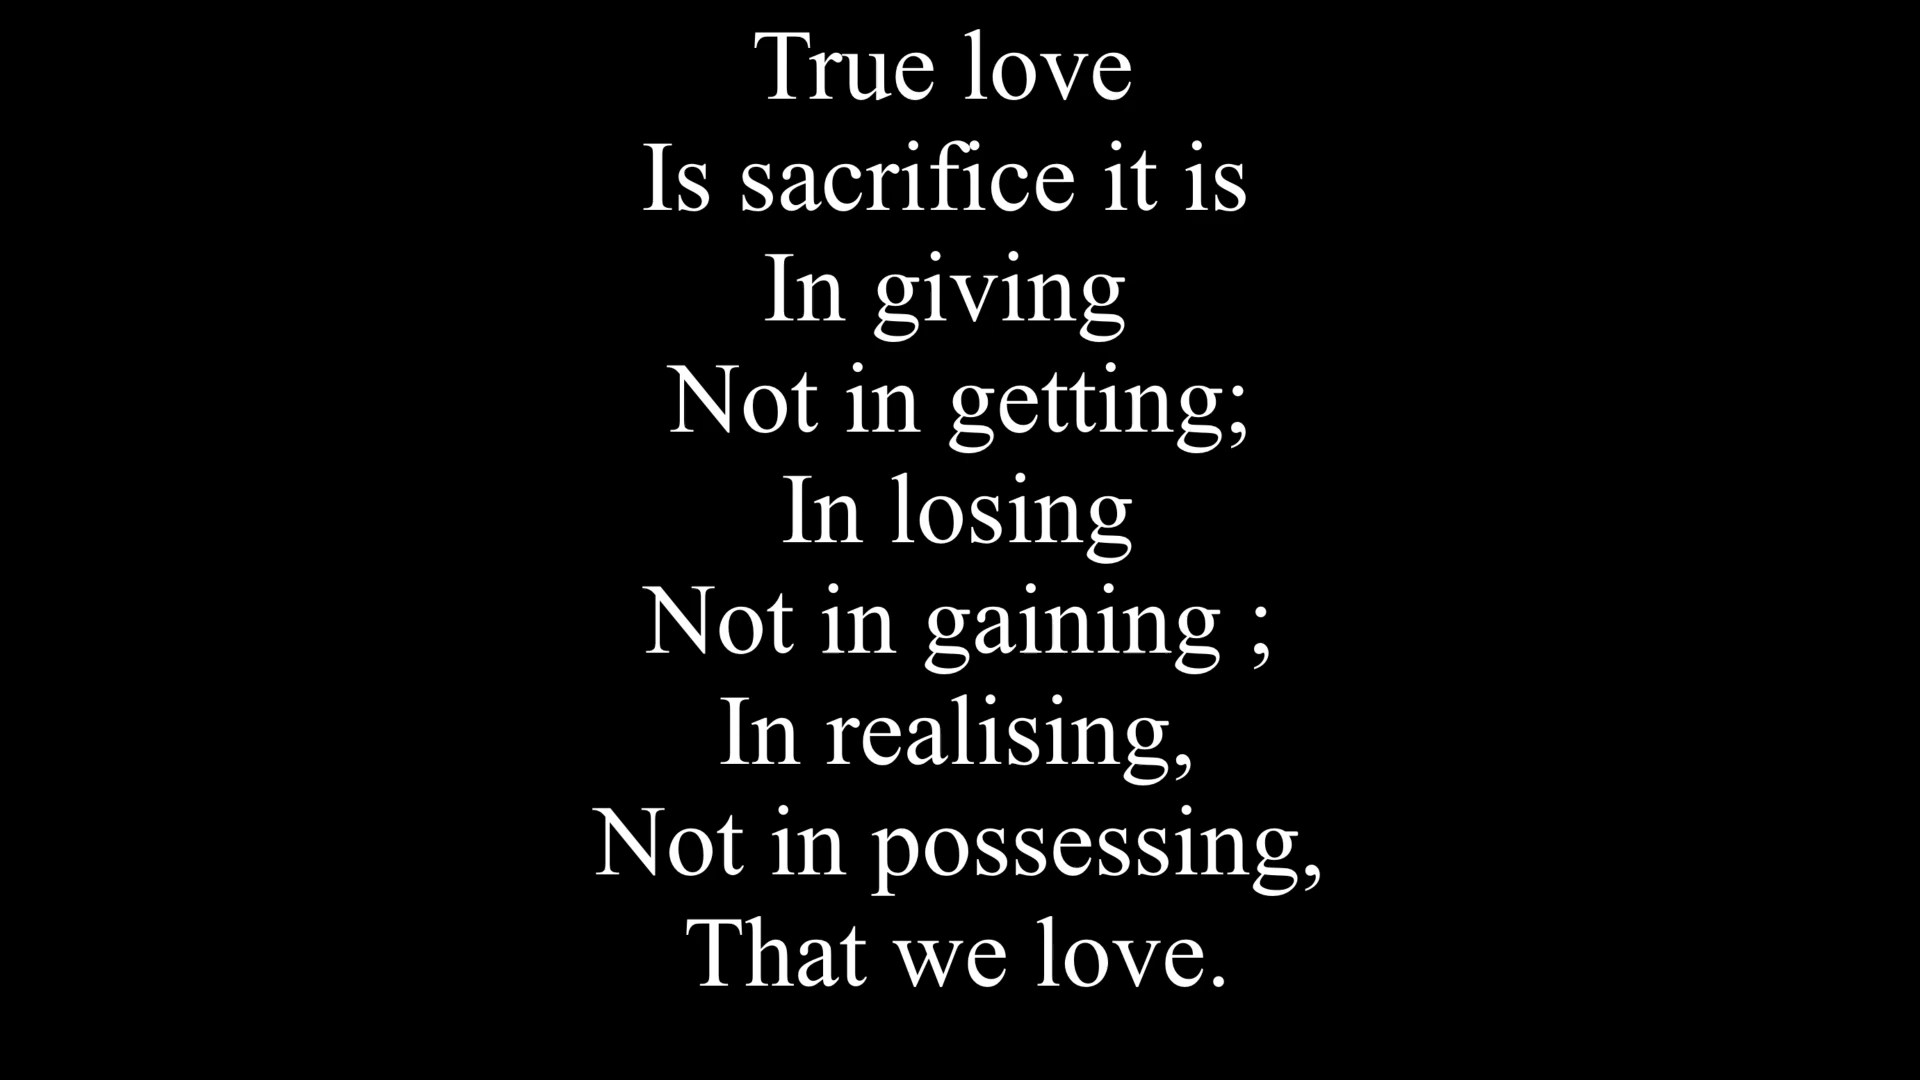 True love
Is sacrifice it is
In giving
Not in getting;
In losing
Not in gaining ;
In realising,
Not in possessing,
That we love.